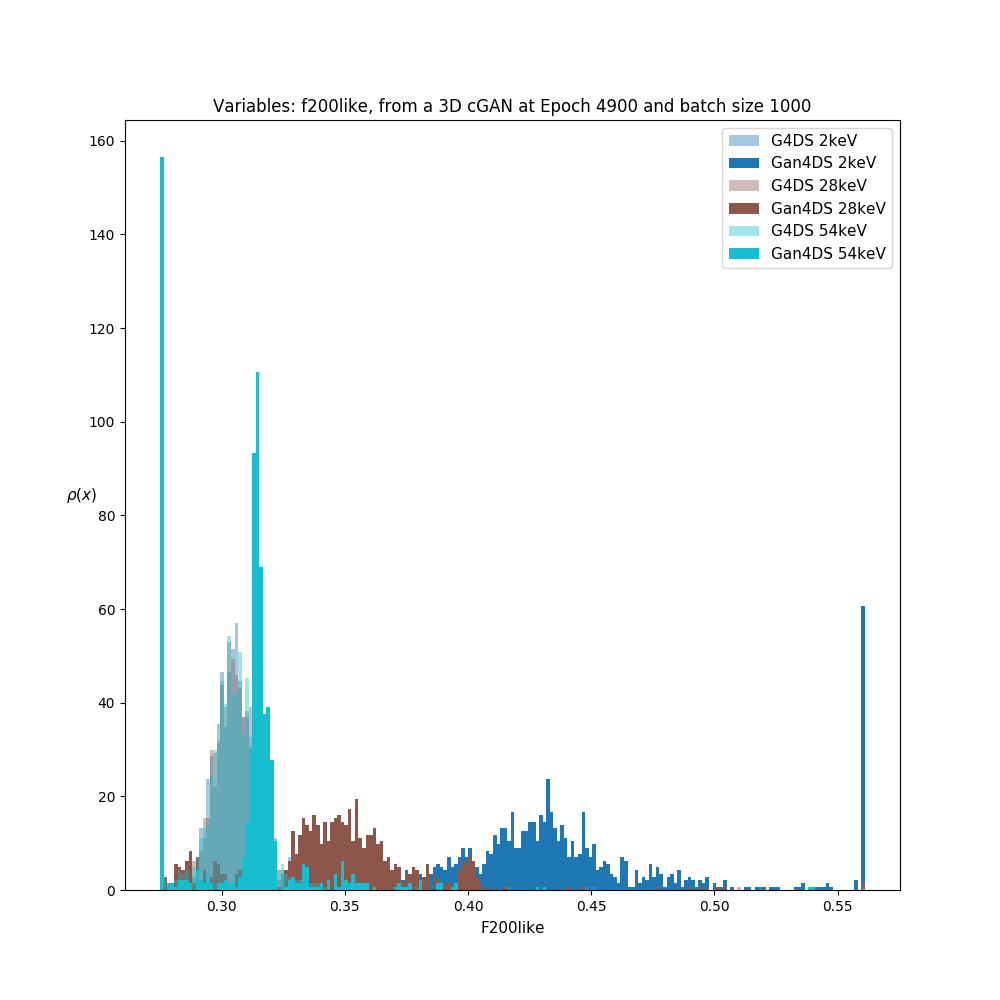 Variables: f200like, from a 3D cGAN at Epoch 4900 and batch size 1000
G4DS 2keV
Gan4DS 2keV
G4DS 28keV
Gan4DS 28keV
G4DS 54keV
Gan4DS 54keV
160
140
120
100
80
60
40
20
0
ρ(x)
0.30 0.35 0.40 0.45 0.50 0.55
F200like